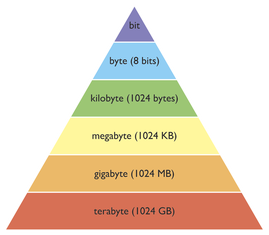 bit
byte (8 bits)
kilobyte (1024 bytes)
megabyte (1024 KB)
gigabyte (1024 MB)
terabyte (1024 GB)